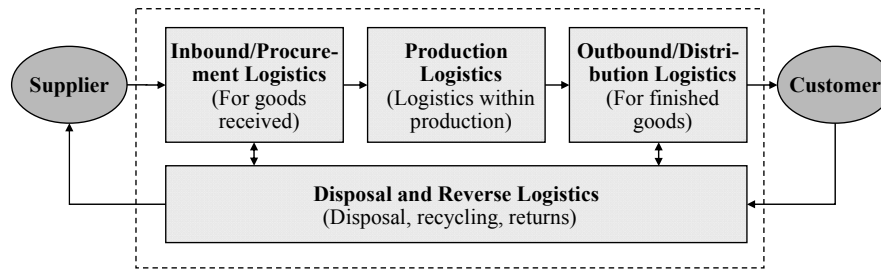 Supplier
Inbound/Procure-
ment Logistics
(For goods
received)
Production
Logistics
(Logistics within
production)
Outbound/Distri-
bution Logistics
(For finished
goods)
Customer
Disposal and Reverse Logistics
(Disposal, recycling, returns)